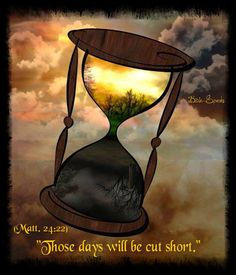 Bible-Speaks
(Matt. 24:22)
"Those days will be cut short."